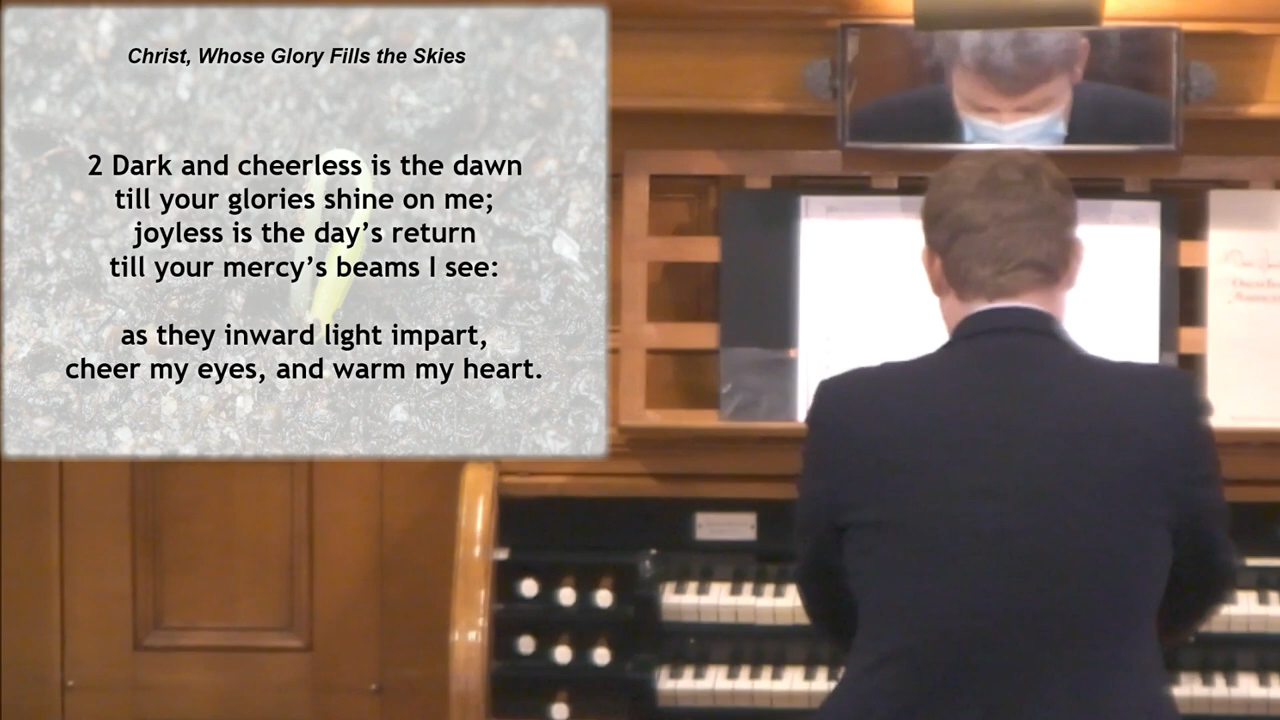 Christ, Whose Glory Fills the Skies
2 Dark and cheerless is the dawn
till your glories shine on me;
joyless is the day’s return
till your mercy’s beams I see:
as they inward light impart,
cheer my eyes, and warm my heart.